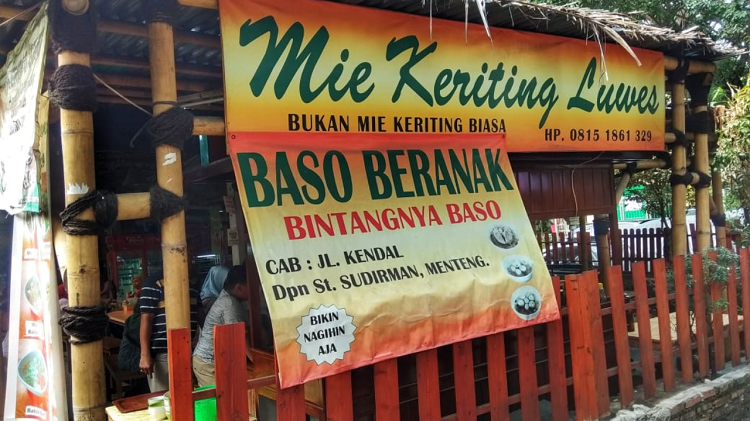 Mie Keriting Luwes
BUKAN MIE KERITING BIASA
HP. 0815 1861 329
BASO BERANAK
BINTANGNYA BASO
CAB : JL. KENDAL
Dpn St. SUDIRMAN, MENTENG.
BIKIN
NAGIHIN
AJA